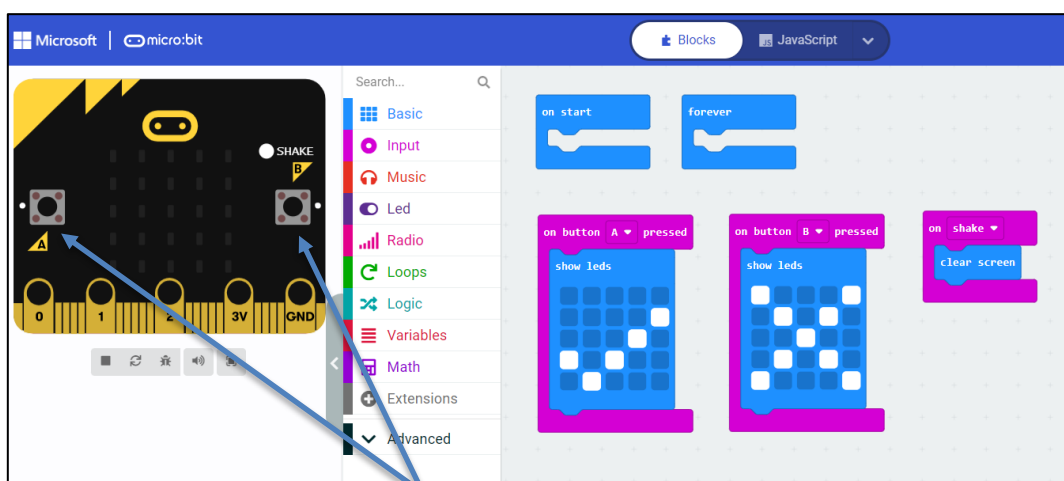 Microsoft micro:bit
Blocks
JavaScript
JS
SHAKE
B
A
0 1 2 3V GND
Search...
Basic
Input
Music
Led
Radio
Loops
Logic
Variables
Math
Extensions
Advanced
on start
forever
on button A pressed
show leds
on button B pressed
show leds
on shake
clear screen